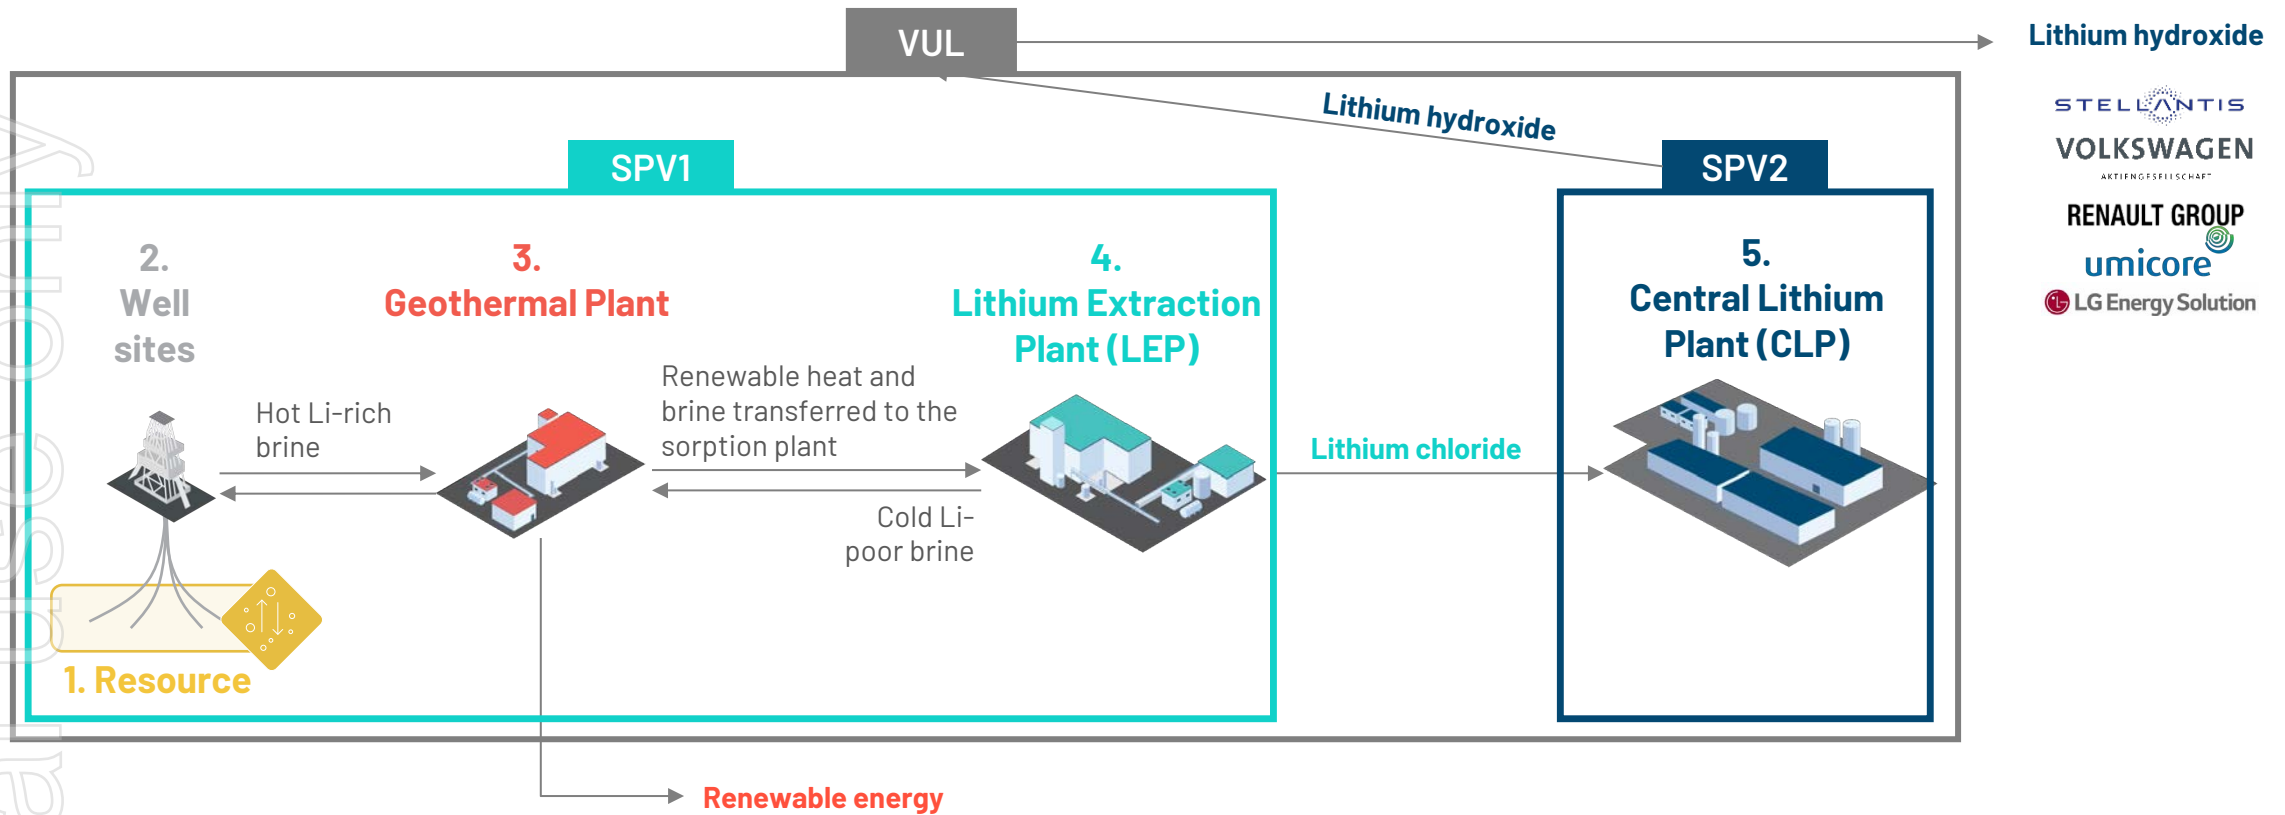 VUL
Lithium hydroxide
STELLANTIS
VOLKSWAGEN
AKTIENGESELLSCHAFT
RENAULT GROUP
umicore
LG Energy Solution
Lithium hydroxide
SPV1
SPV2
2.
Well
sites
3.
Geothermal Plant
4.
Lithium Extraction
Plant (LEP)
5.
Central Lithium
Plant (CLP)
Hot Li-rich
brine
Renewable heat and
brine transferred to the
sorption plant
Cold Li-
poor brine
Lithium chloride
1. Resource
Renewable energy
use only